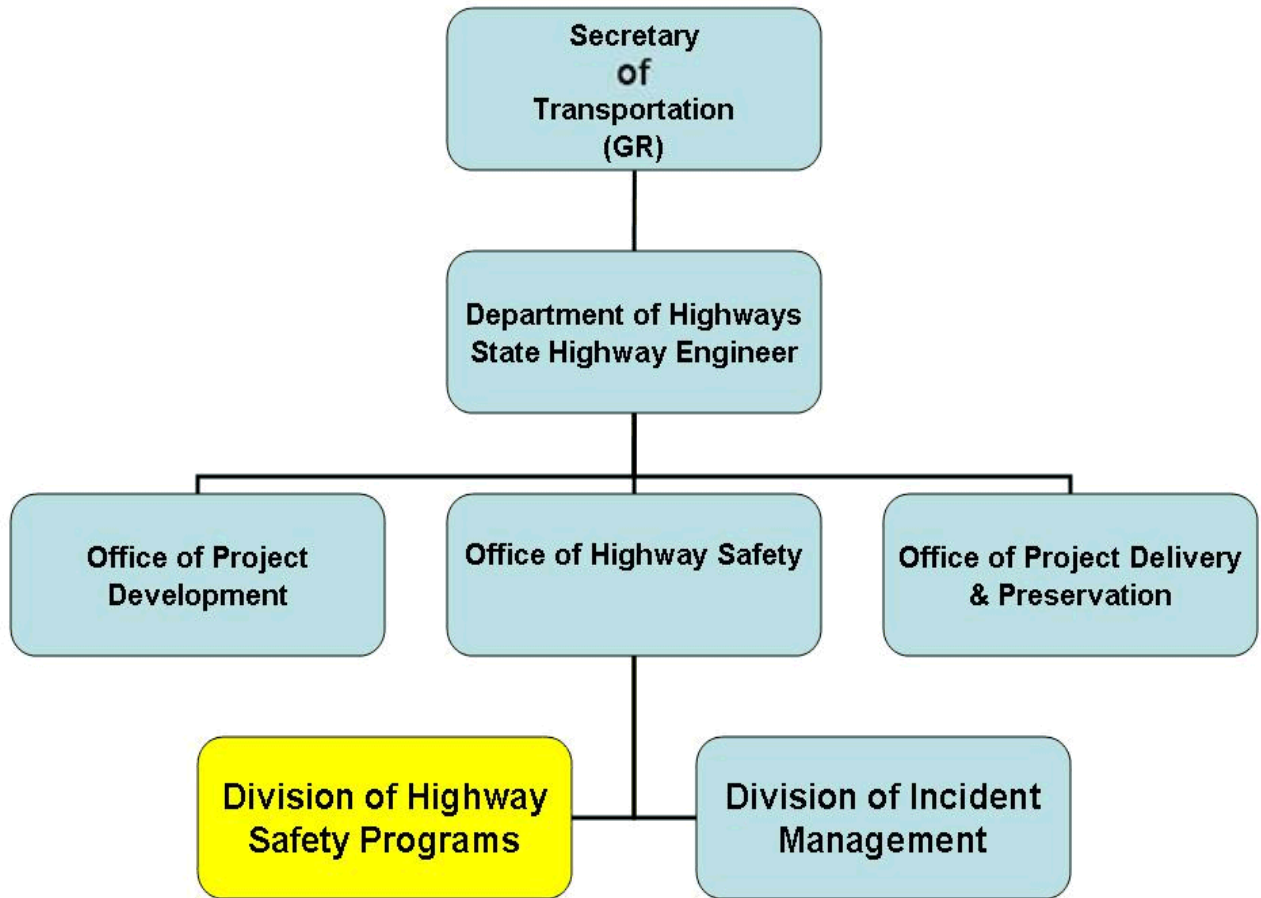 Secretary
of
Transportation
(GR)
Department of Highways
State Highway Engineer
Office of Project
Development
Office of Highway Safety
Office of Project Delivery
& Preservation
Division of Highway
Safety Programs
Division of Incident
Management